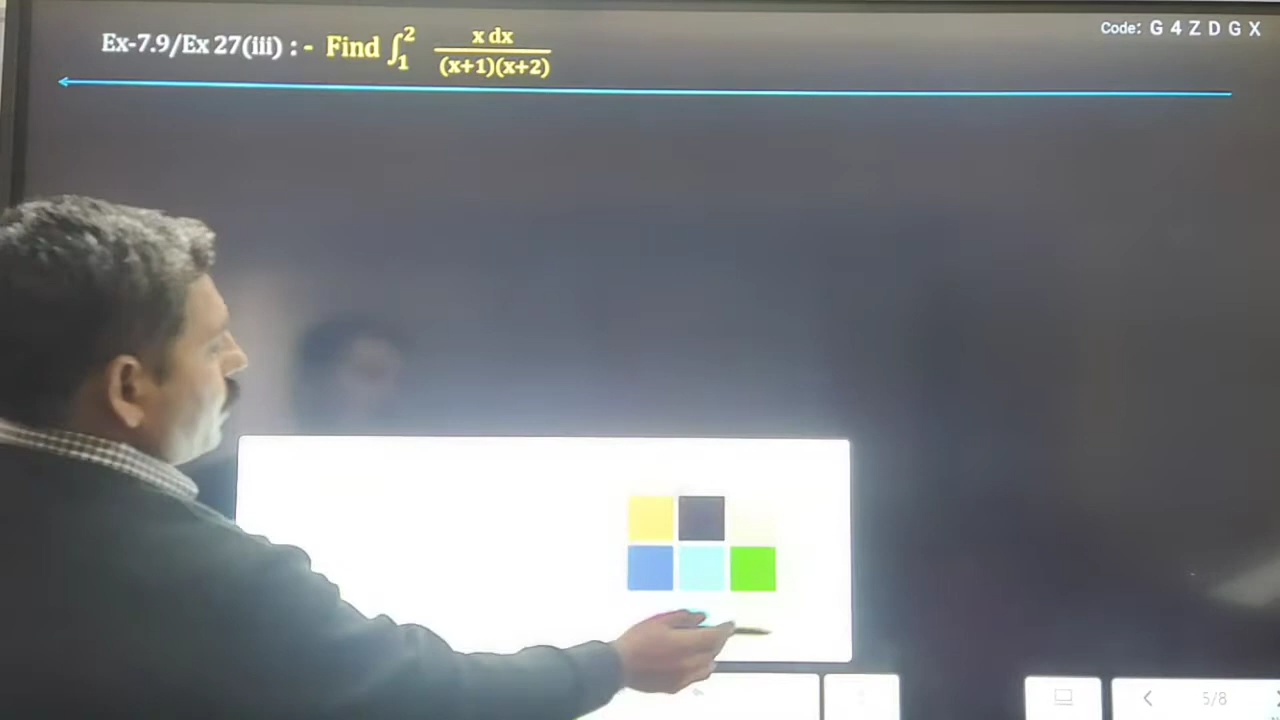 Code: G 4 Z D G X
Ex-7.9/Ex 27(iii) : - Find ∫₁² x dx / (x+1)(x+2)
5/8